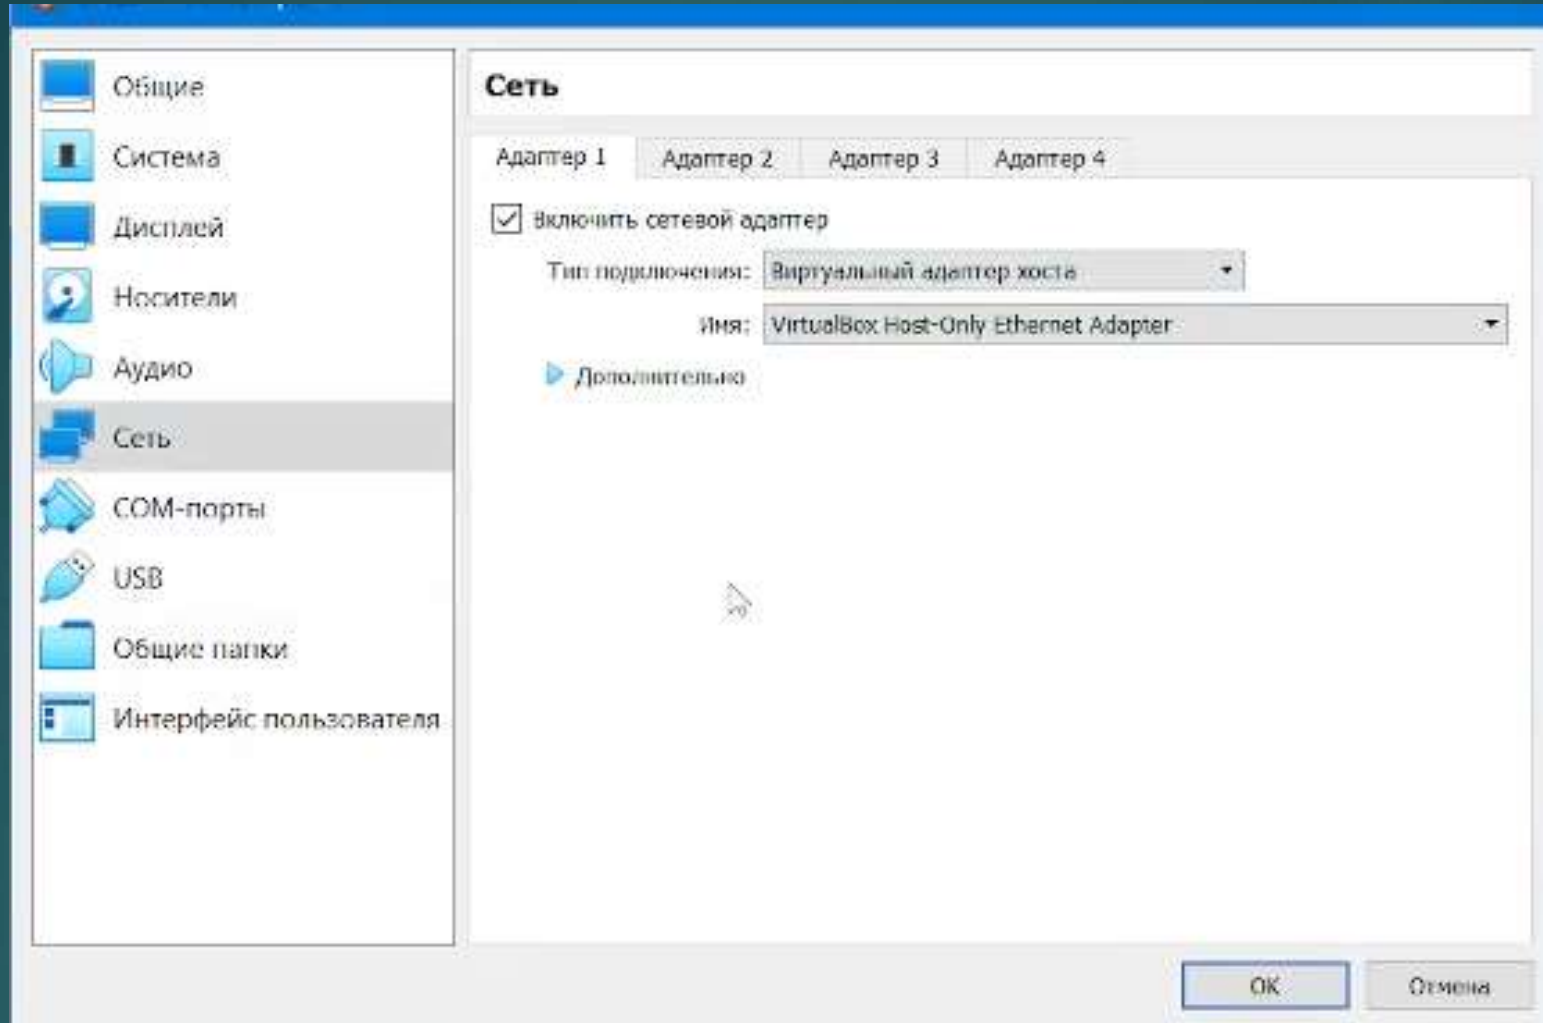 Общие
Система
Дисплей
Носители
Аудио
Сеть
COM-порты
USB
Общие папки
Интерфейс пользователя
Сеть
Адаптер 1
Адаптер 2
Адаптер 3
Адаптер 4
Включить сетевой адаптер
Тип подключения: Виртуальный адаптер хоста
Имя: VirtualBox Host-Only Ethernet Adapter
Дополнительно
OK
Отмена